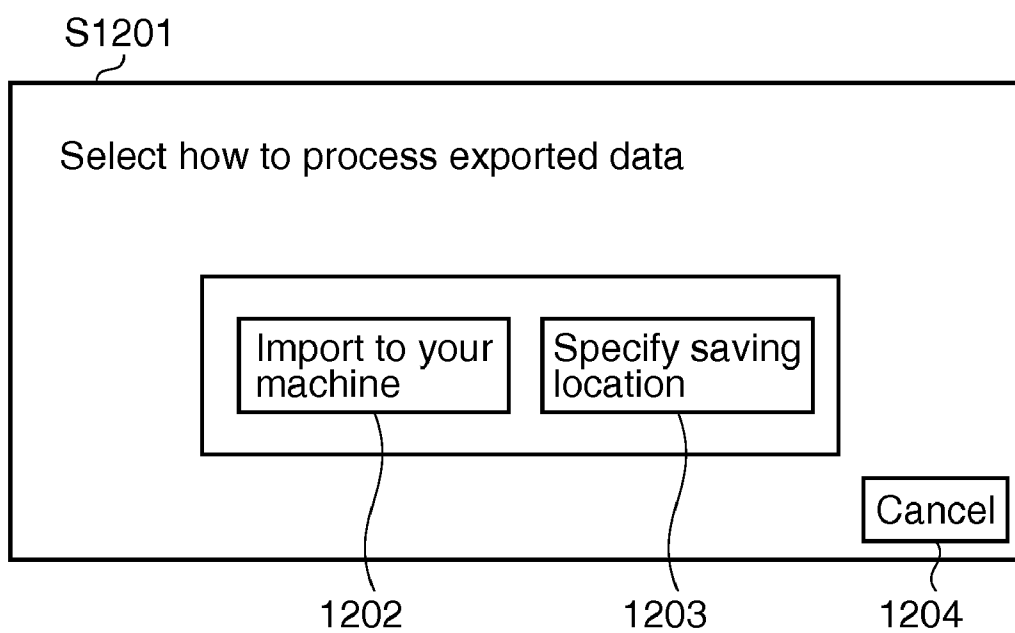 S1201
Select how to process exported data
Import to your
machine
Specify saving
location
Cancel
1202
1203
1204